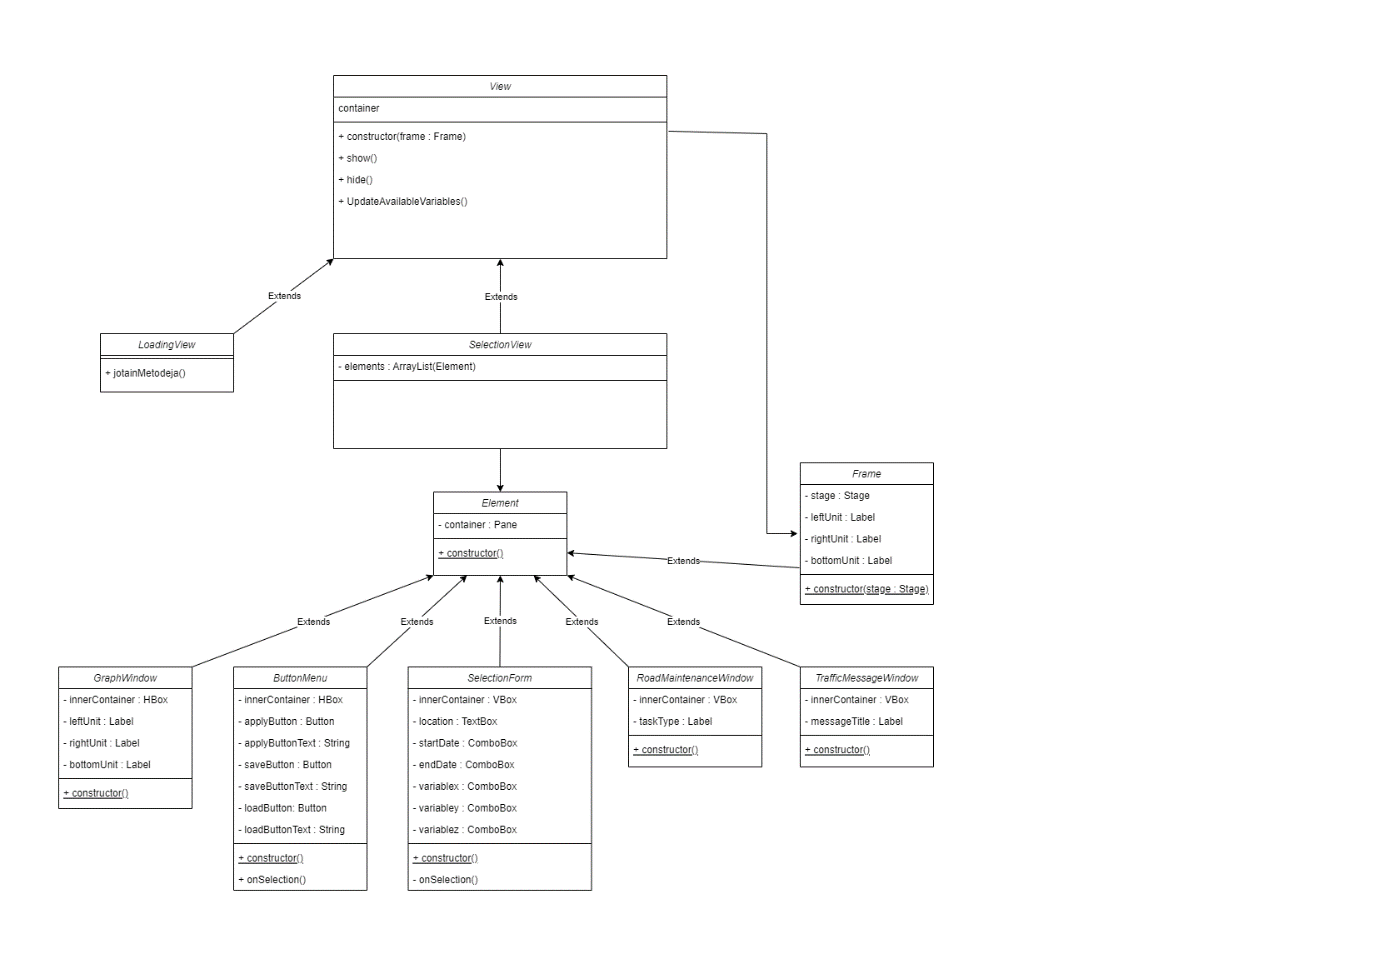 View
container
+ constructor(frame : Frame)
+ show()
+ hide()
+ UpdateAvailableVariables()
Extends
Extends
LoadingView
+ jotainMetodeja()
SelectionView
- elements : ArrayList(Element)
Frame
- stage : Stage
- leftUnit : Label
- rightUnit : Label
- bottomUnit : Label
+ constructor(stage : Stage)
Element
- container : Pane
+ constructor()
Extends
Extends
Extends
Extends
Extends
Extends
GraphWindow
- innerContainer : HBox
- leftUnit : Label
- rightUnit : Label
- bottomUnit : Label
+ constructor()
ButtonMenu
- innerContainer : HBox
- applyButton : Button
- applyButtonText : String
- saveButton : Button
- saveButtonText : String
- loadButton: Button
- loadButtonText : String
+ constructor()
+ onSelection()
SelectionForm
- innerContainer : VBox
- location : TextBox
- startDate : ComboBox
- endDate : ComboBox
- variablex : ComboBox
- variabley : ComboBox
- variablez : ComboBox
+ constructor()
- onSelection()
RoadMaintenanceWindow
- innerContainer : VBox
- taskType : Label
+ constructor()
TrafficMessageWindow
- innerContainer : VBox
- messageTitle : Label
+ constructor()